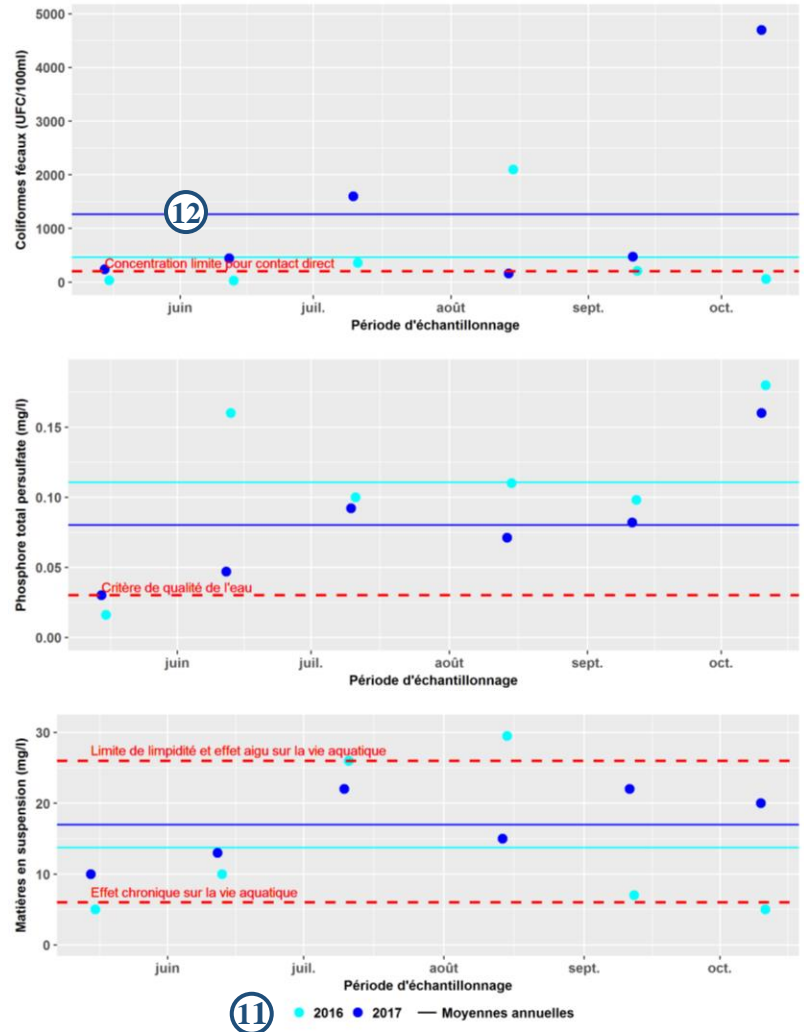 Coliformes fécaux (UFC/100ml)
5000
4000
3000
2000
1000
0
12
Concentration limite pour contact direct
juin juil. août sept. oct.
Période d'échantillonnage
Phosphore total persulfate (mg/l)
0.15
0.10
0.05
0.00
Critère de qualité de l'eau
juin juil. août sept. oct.
Période d'échantillonnage
Matières en suspension (mg/l)
30
20
10
0
Limite de limpidité et effet aigu sur la vie aquatique
Effet chronique sur la vie aquatique
juin juil. août sept. oct.
Période d'échantillonnage
11 2016 2017 Moyennes annuelles